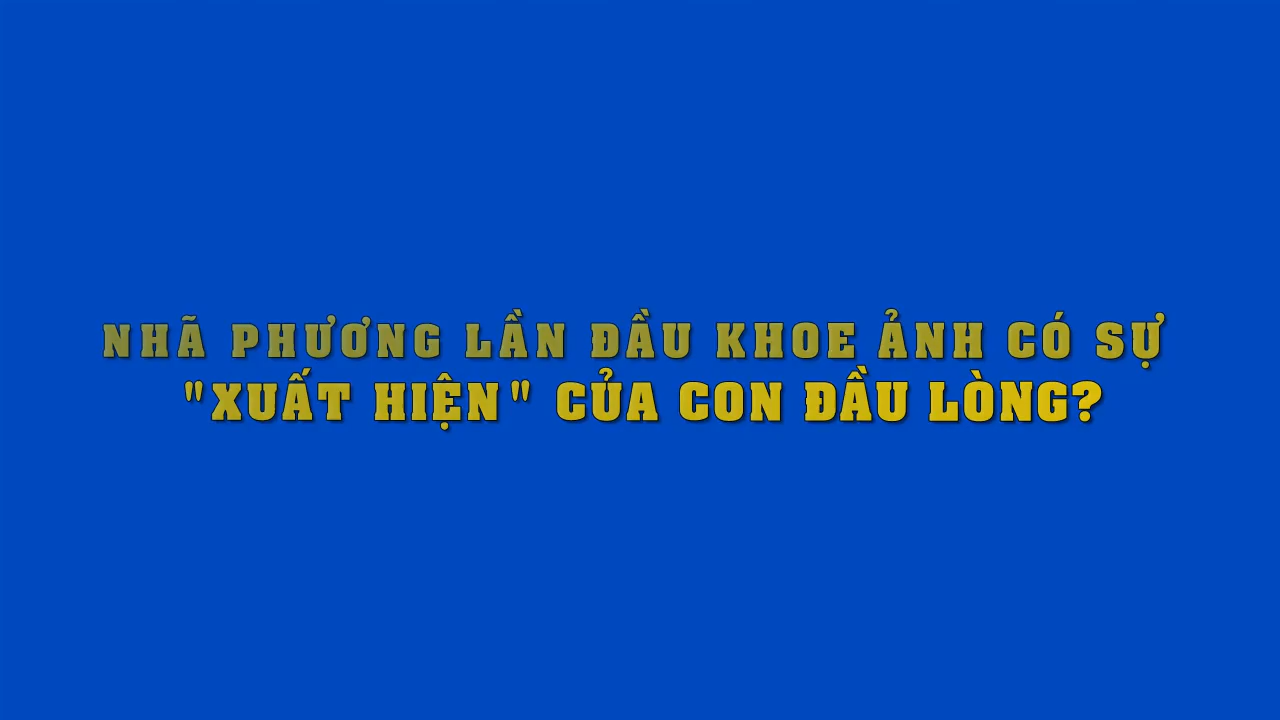 NHÃ PHƯƠNG LẦN ĐẦU KHOE ẢNH CÓ SỰ
"XUẤT HIỆN" CỦA CON ĐẦU LÒNG?